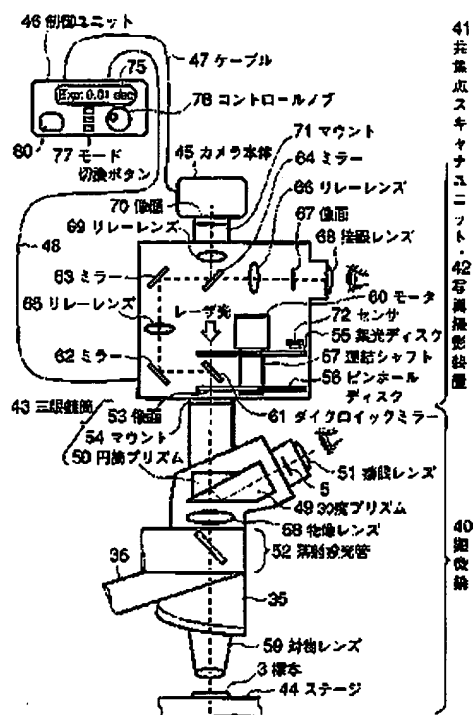 46 制御ユニット
75
47 ケーブル
Exp: 0.01 sec
78 コントロールノブ
71 マウント
80
77 モード
切換ボタン
45 カメラ本体
64 ミラー
66 リレーレンズ
70 像面
67 像面
69 リレーレンズ
68 接眼レンズ
48
63 ミラー
60 モータ
65 リレーレンズ
レーザ光
72 センサ
55 集光ディスク
62 ミラー
57 連結シャフト
56 ピンホール
ディスク
43 三眼鏡筒
53 像面
61 ダイクロイックミラー
54 マウント
50 円筒プリズム
51 接眼レンズ
5
49 30度プリズム
58 結像レンズ
52 落射投光管
36
35
59 対物レンズ
3 標本
44 ステージ
41 共焦点スキャナユニット・
42 写真撮影装置
40 顕微鏡